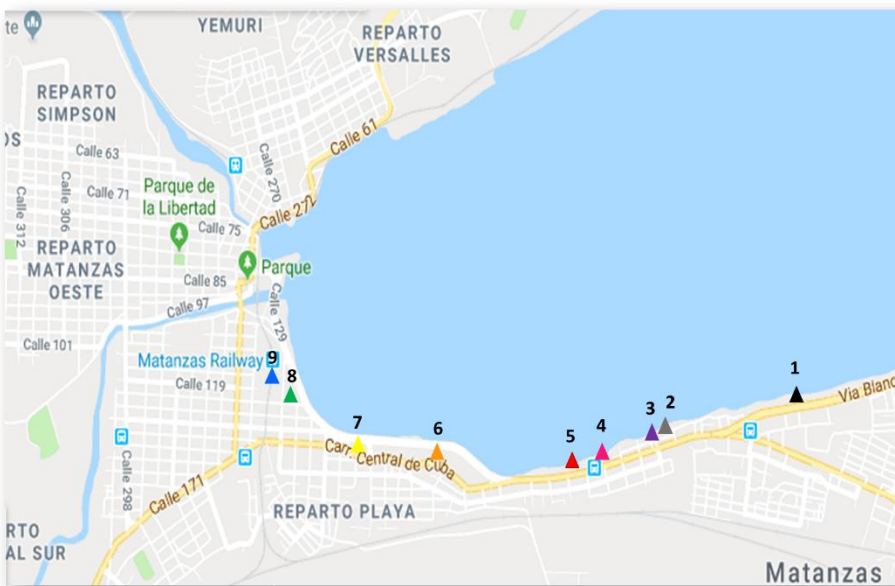 te
YEMURI
REPARTO
VERSALLES
REPARTO
SIMPSON
OS
Calle 63
Calle 61
Calle 270
Calle 312
Calle 306
Calle 71
Parque de
la Libertad
Calle 272
Calle 75
REPARTO
MATANZAS
OESTE
Parque
Calle 85
Calle 97
Calle 129
Calle 101
Matanzas Railway
9
Calle 119
8
1
Via Blanc
2
3
4
5
6
7
Carr. Central de Cuba
Calle 298
Calle 171
REPARTO PLAYA
RTO
AL SUR
Matanzas